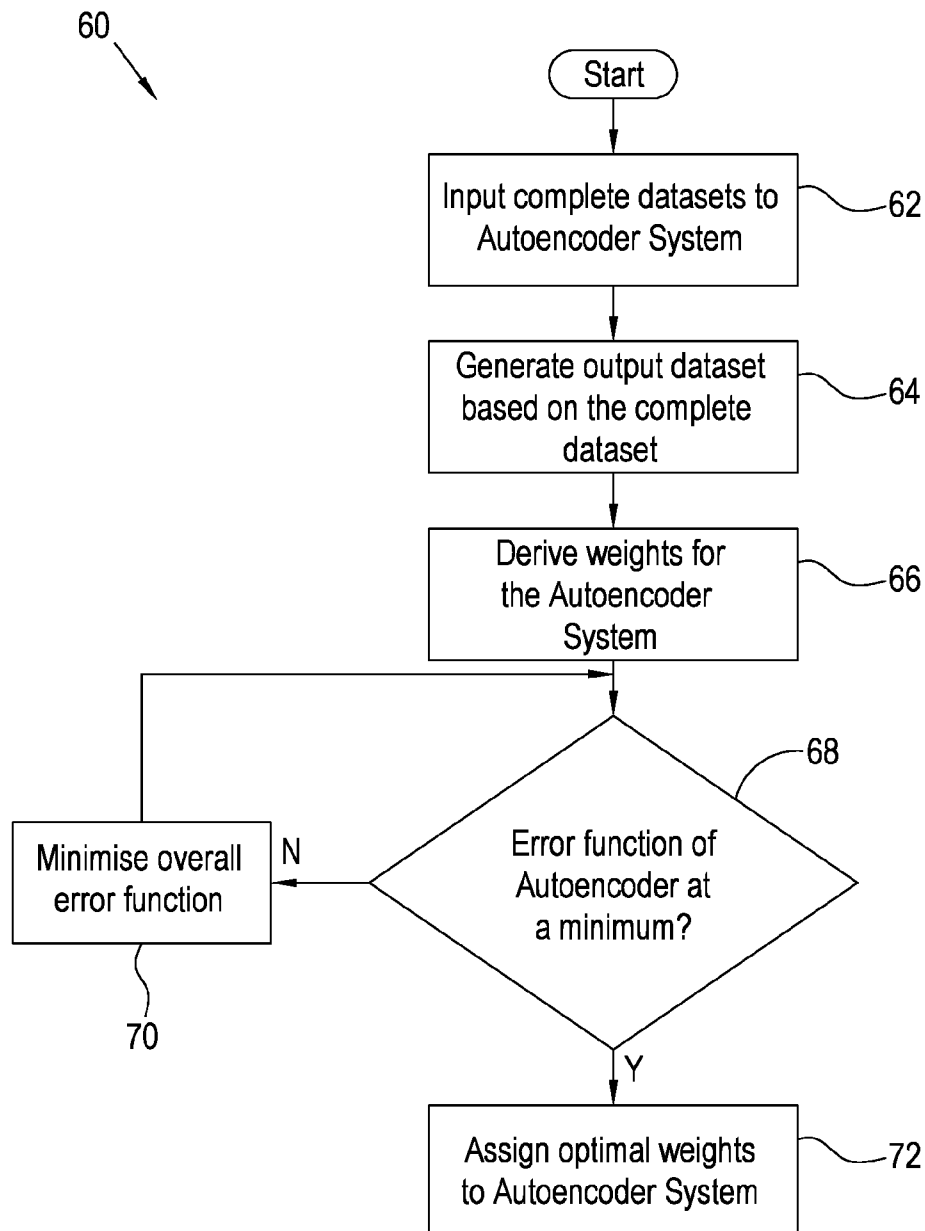 60
Start
Input complete datasets to
Autoencoder System
62
Generate output dataset
based on the complete
dataset
64
Derive weights for
the Autoencoder
System
66
68
Error function of
Autoencoder at
a minimum?
N
Minimise overall
error function
70
Y
Assign optimal weights
to Autoencoder System
72